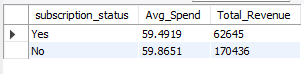 subscription_status Avg_Spend Total_Revenue
Yes 59.4919 62645
No 59.8651 170436